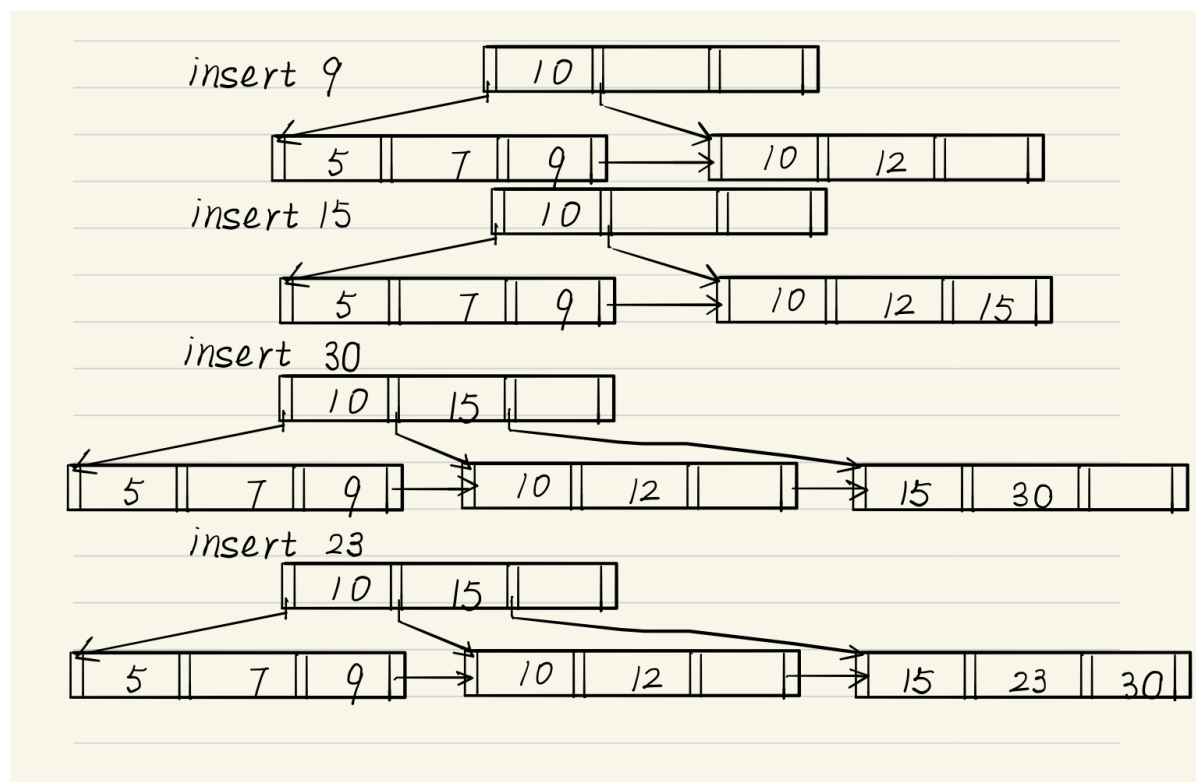 insert 9 10
5 7 9 10 12
insert 15 10
5 7 9 10 12 15
insert 30
10 15
5 7 9 10 12 15 30
insert 23
10 15
5 7 9 10 12 15 23 30